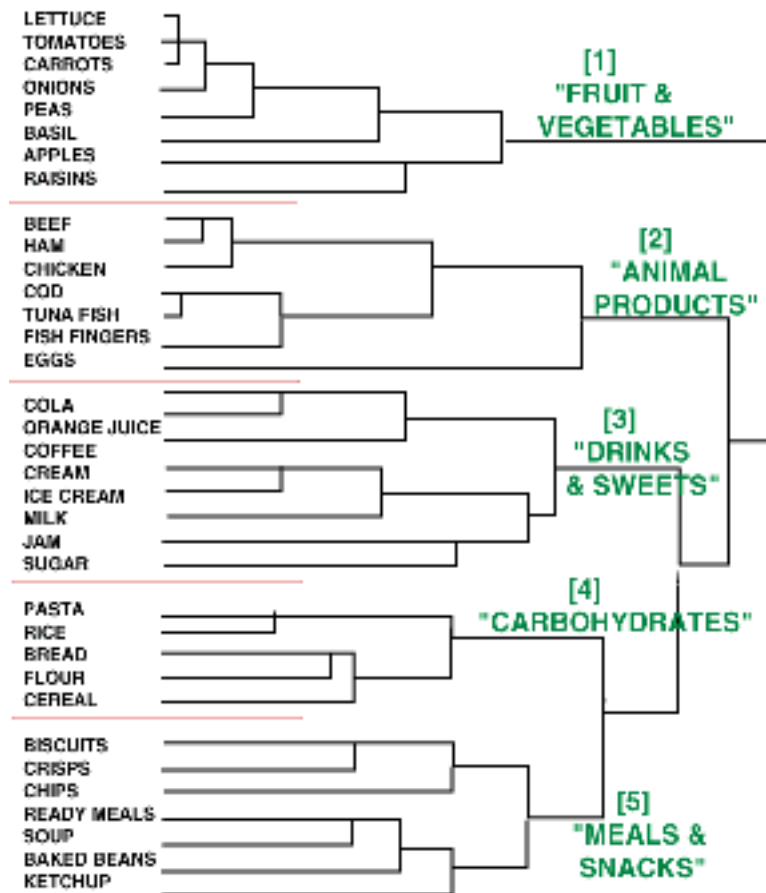 LETTUCE
TOMATOES
CARROTS
ONIONS
PEAS
BASIL
APPLES
RAISINS
[1]
"FRUIT &
VEGETABLES"
BEEF
HAM
CHICKEN
COD
TUNA FISH
FISH FINGERS
EGGS
[2]
"ANIMAL
PRODUCTS"
COLA
ORANGE JUICE
COFFEE
CREAM
ICE CREAM
MILK
JAM
SUGAR
[3]
"DRINKS
& SWEETS"
PASTA
RICE
BREAD
FLOUR
CEREAL
[4]
"CARBOHYDRATES"
BISCUITS
CRISPS
CHIPS
READY MEALS
SOUP
BAKED BEANS
KETCHUP
[5]
"MEALS &
SNACKS"